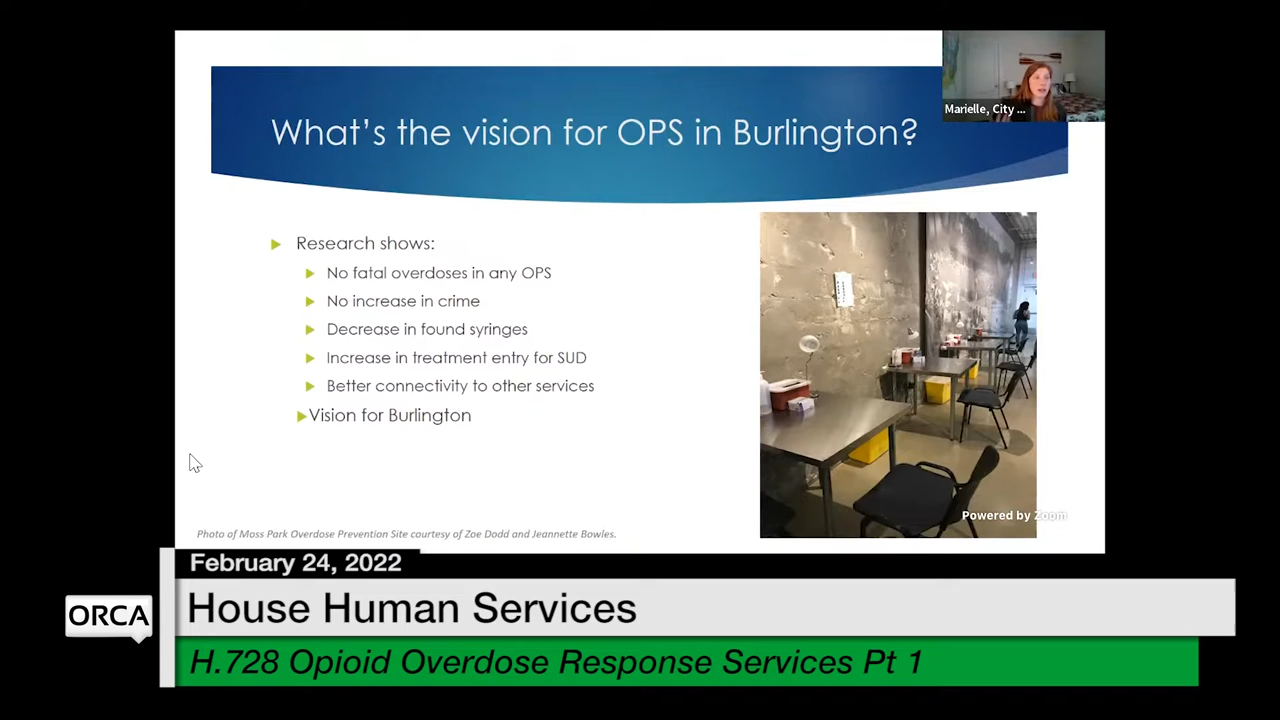 What's the vision for OPS in Burlington?
Marielle, City ...
Research shows:
No fatal overdoses in any OPS
No increase in crime
Decrease in found syringes
Increase in treatment entry for SUD
Better connectivity to other services
Vision for Burlington
Powered by Zoom
Photo of Moss Park Overdose Prevention Site courtesy of Zoe Dodd and Jeannette Bowles.
February 24, 2022
ORCA
House Human Services
H.728 Opioid Overdose Response Services Pt 1